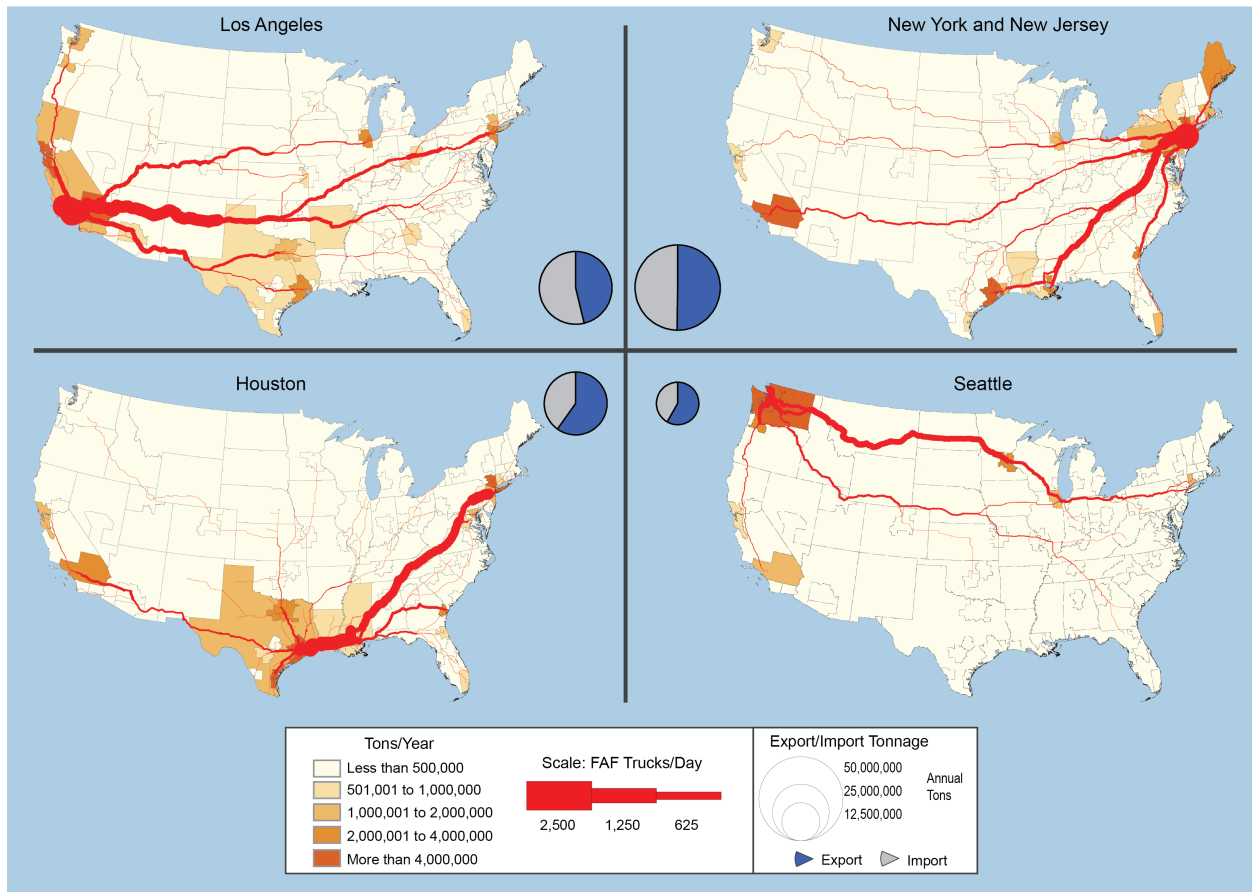 Los Angeles
New York and New Jersey
Houston
Seattle
Tons/Year
Less than 500,000
501,001 to 1,000,000
1,000,001 to 2,000,000
2,000,001 to 4,000,000
More than 4,000,000
Scale: FAF Trucks/Day
2,500 1,250 625
Export/Import Tonnage
50,000,000
25,000,000
12,500,000
Annual
Tons
Export Import